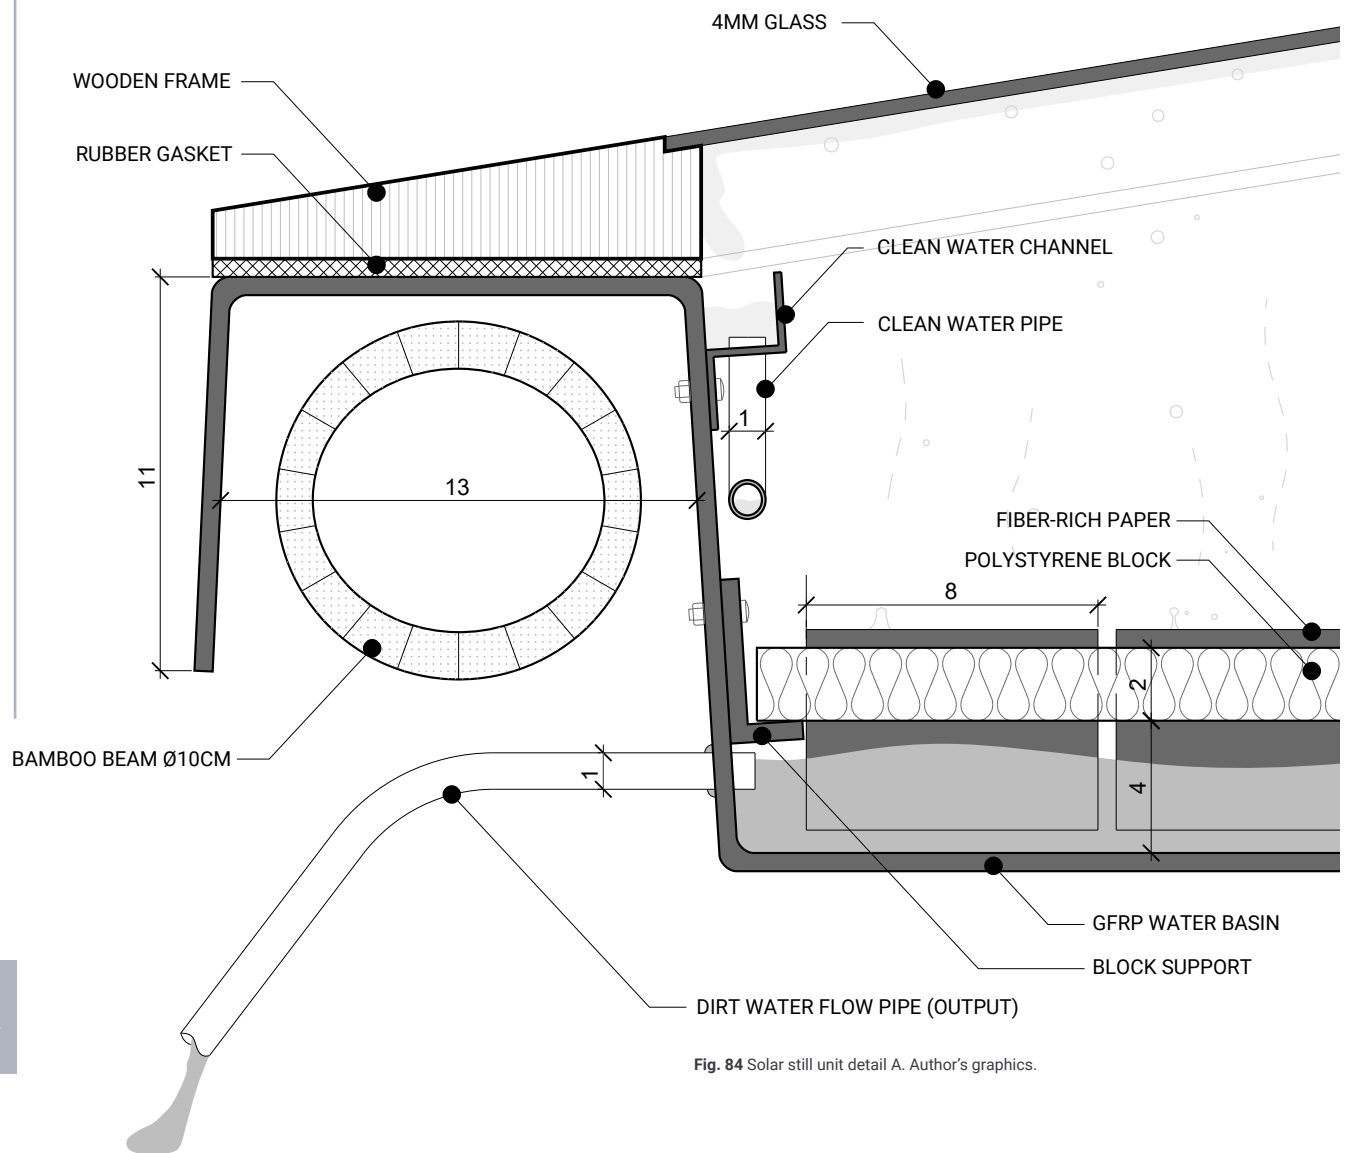 4MM GLASS
WOODEN FRAME
RUBBER GASKET
CLEAN WATER CHANNEL
CLEAN WATER PIPE
1
11
13
FIBER-RICH PAPER
POLYSTYRENE BLOCK
8
2
BAMBOO BEAM Ø10CM
1
4
GFRP WATER BASIN
BLOCK SUPPORT
DIRT WATER FLOW PIPE (OUTPUT)
Fig. 84 Solar still unit detail A. Author's graphics.